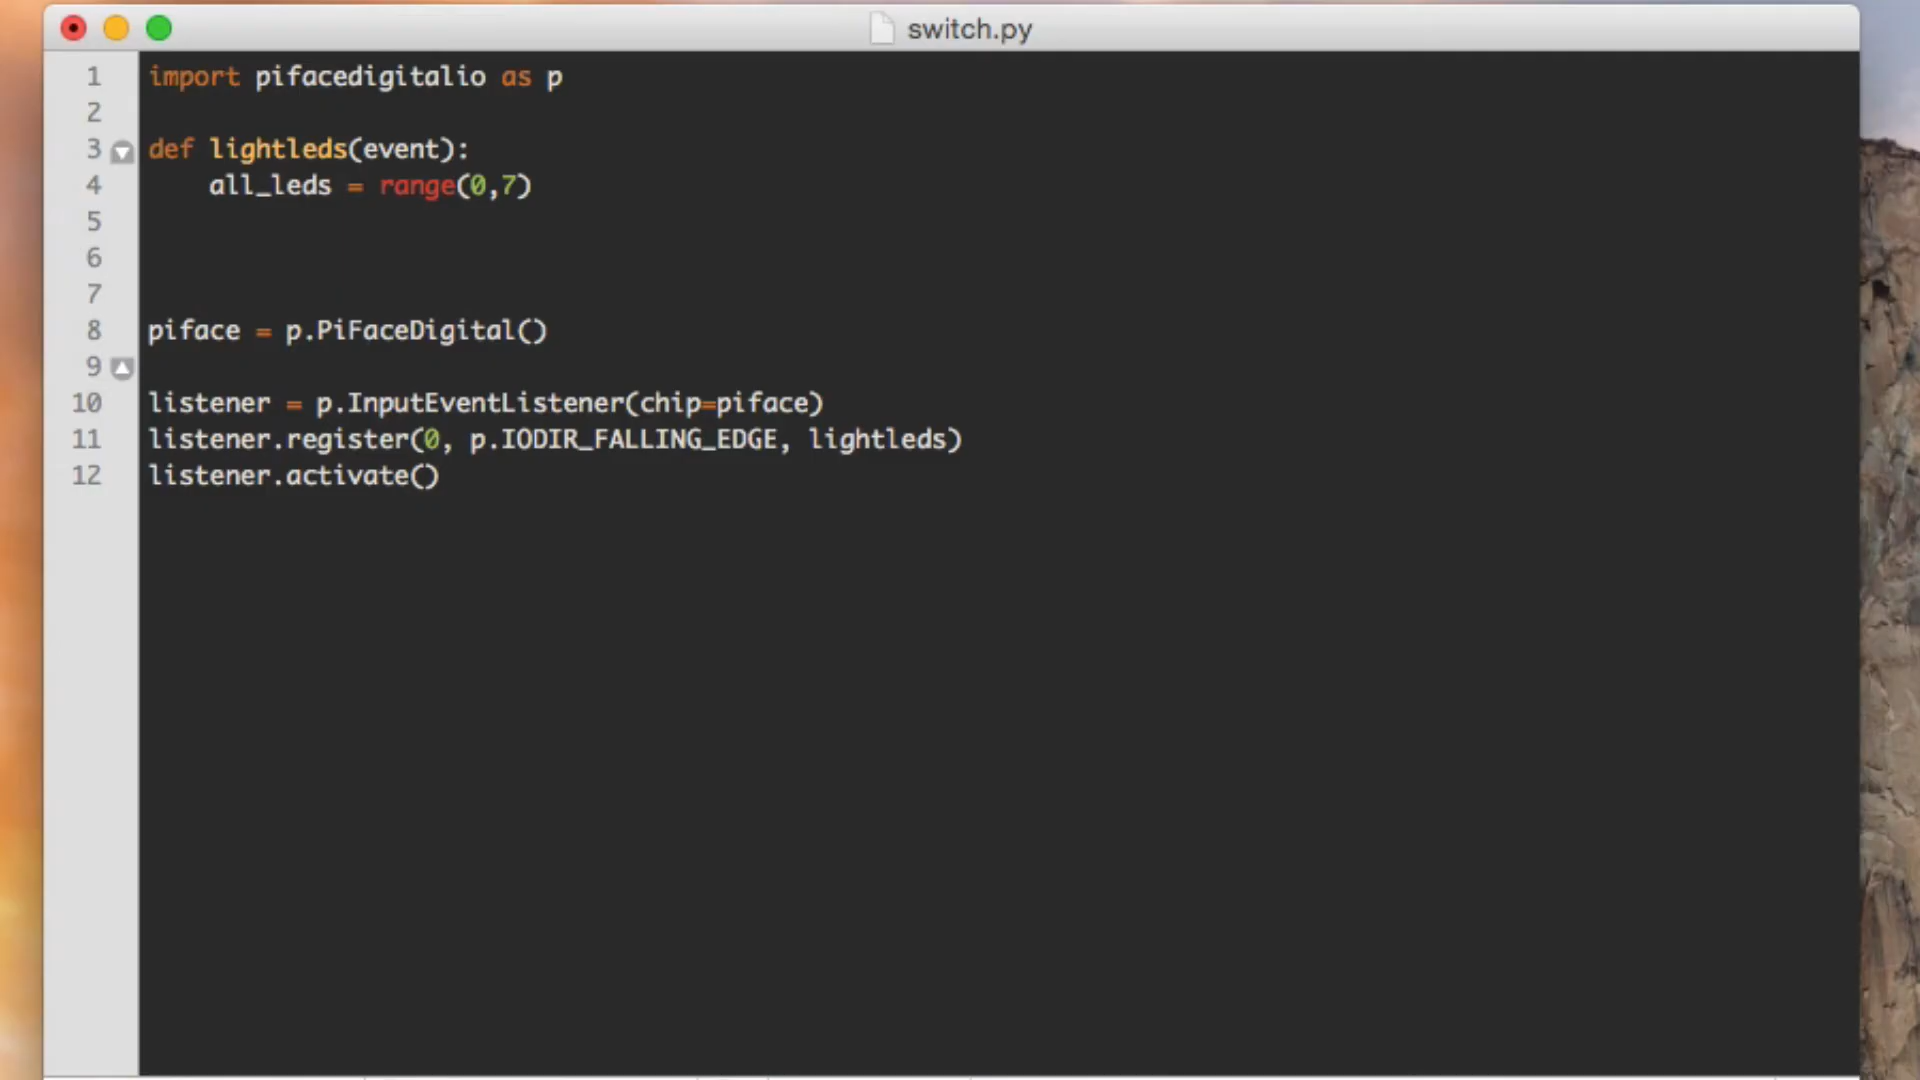 switch.py
1 import pifacedigitalio as p
2
3 def lightleds(event):
4     all_leds = range(0,7)
5
6
7
8 piface = p.PiFaceDigital()
9
10 listener = p.InputEventListener(chip=piface)
11 listener.register(0, p.IODIR_FALLING_EDGE, lightleds)
12 listener.activate()